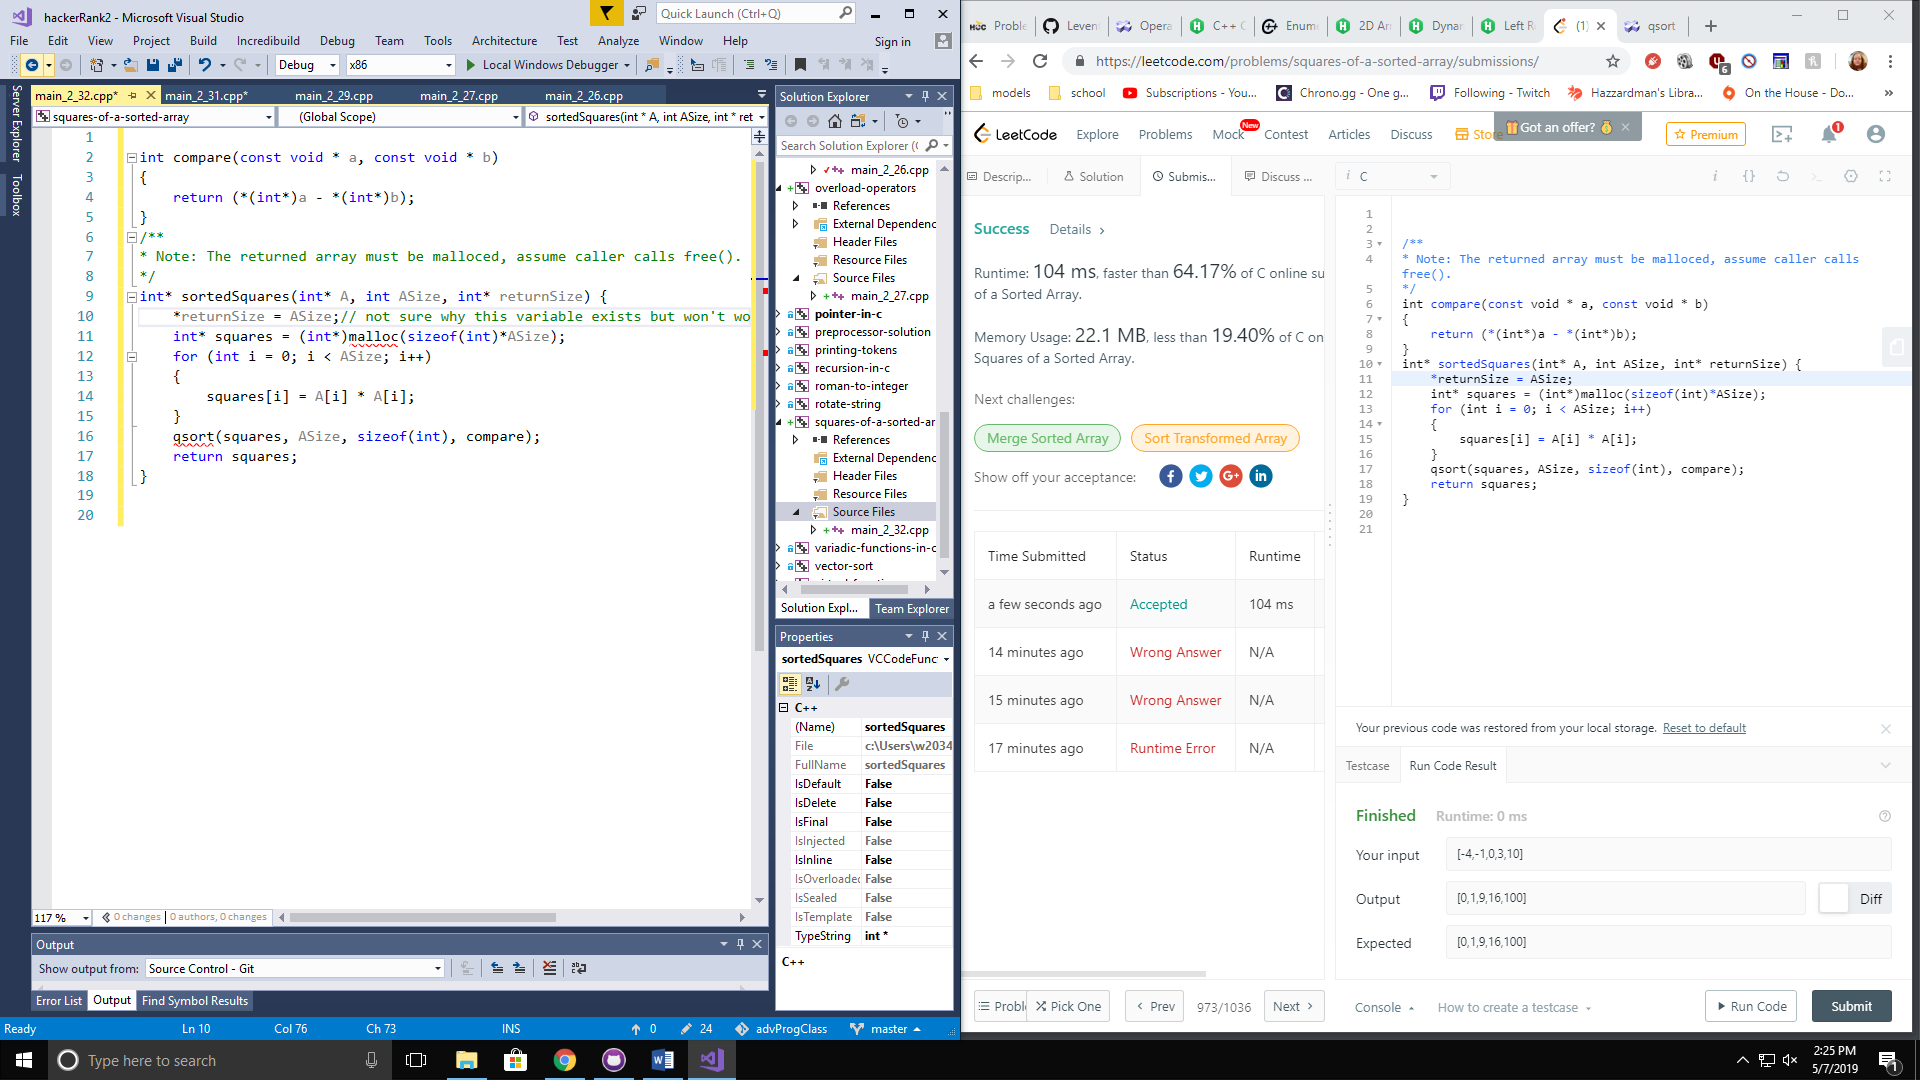 hackerRank2 - Microsoft Visual Studio
Quick Launch (Ctrl+Q)
File Edit View Project Build Incredibuild Debug Team Tools Architecture Test Analyze Window Help Sign in
Debug x86 Local Windows Debugger
main_2_32.cpp* main_2_31.cpp* main_2_29.cpp main_2_27.cpp main_2_26.cpp
squares-of-a-sorted-array (Global Scope) sortedSquares(int * A, int ASize, int * ret
Server Explorer
Toolbox
1
2 int compare(const void * a, const void * b)
3 {
4 return (*(int*)a - *(int*)b);
5 }
6 /**
7 * Note: The returned array must be malloced, assume caller calls free().
8 */
9 int* sortedSquares(int* A, int ASize, int* returnSize) {
10 *returnSize = ASize;// not sure why this variable exists but won't wo
11 int* squares = (int*)malloc(sizeof(int)*ASize);
12 for (int i = 0; i < ASize; i++)
13 {
14 squares[i] = A[i] * A[i];
15 }
16 qsort(squares, ASize, sizeof(int), compare);
17 return squares;
18 }
19
20
117 % 0 changes | 0 authors, 0 changes
Output
Show output from: Source Control - Git
Error List Output Find Symbol Results
Ready Ln 10 Col 76 Ch 73 INS 0 24 advProgClass master
Solution Explorer
Search Solution Explorer (
main_2_26.cpp
overload-operators
References
External Dependenc
Header Files
Resource Files
Source Files
main_2_27.cpp
pointer-in-c
preprocessor-solution
printing-tokens
recursion-in-c
roman-to-integer
rotate-string
squares-of-a-sorted-ar
References
External Dependenc
Header Files
Resource Files
Source Files
main_2_32.cpp
variadic-functions-in-c
vector-sort
Solution Expl... Team Explorer
Properties
sortedSquares VCCodeFunc
C++
(Name) sortedSquares
File c:\Users\w2034
FullName sortedSquares
IsDefault False
IsDelete False
IsFinal False
IsInjected False
IsInline False
IsOverloaded False
IsSealed False
IsTemplate False
TypeString int *
C++
Proble Levent Opera C++ C Enum 2D Ar Dynar Left R (1) qsort
https://leetcode.com/problems/squares-of-a-sorted-array/submissions/
6
models school Subscriptions - You... Chrono.gg - One g... Following - Twitch Hazzardman's Libra... On the House - Do... »
LeetCode Explore Problems Mock New Contest Articles Discuss Store Got an offer? Premium 1
Descrip... Solution Submis... Discuss ... i C
Success Details
Runtime: 104 ms, faster than 64.17% of C online su
of a Sorted Array.
Memory Usage: 22.1 MB, less than 19.40% of C on
Squares of a Sorted Array.
Next challenges:
Merge Sorted Array Sort Transformed Array
Show off your acceptance:
Time Submitted Status Runtime
a few seconds ago Accepted 104 ms
14 minutes ago Wrong Answer N/A
15 minutes ago Wrong Answer N/A
17 minutes ago Runtime Error N/A
Proble Pick One Prev 973/1036 Next
1
2
3 /**
4 * Note: The returned array must be malloced, assume caller calls
free().
5 */
6 int compare(const void * a, const void * b)
7 {
8 return (*(int*)a - *(int*)b);
9 }
10 int* sortedSquares(int* A, int ASize, int* returnSize) {
11 *returnSize = ASize;
12 int* squares = (int*)malloc(sizeof(int)*ASize);
13 for (int i = 0; i < ASize; i++)
14 {
15 squares[i] = A[i] * A[i];
16 }
17 qsort(squares, ASize, sizeof(int), compare);
18 return squares;
19 }
20
21
Your previous code was restored from your local storage. Reset to default
Testcase Run Code Result
Finished Runtime: 0 ms
Your input [-4,-1,0,3,10]
Output [0,1,9,16,100] Diff
Expected [0,1,9,16,100]
Console How to create a testcase Run Code Submit
Type here to search
2:25 PM
5/7/2019
1